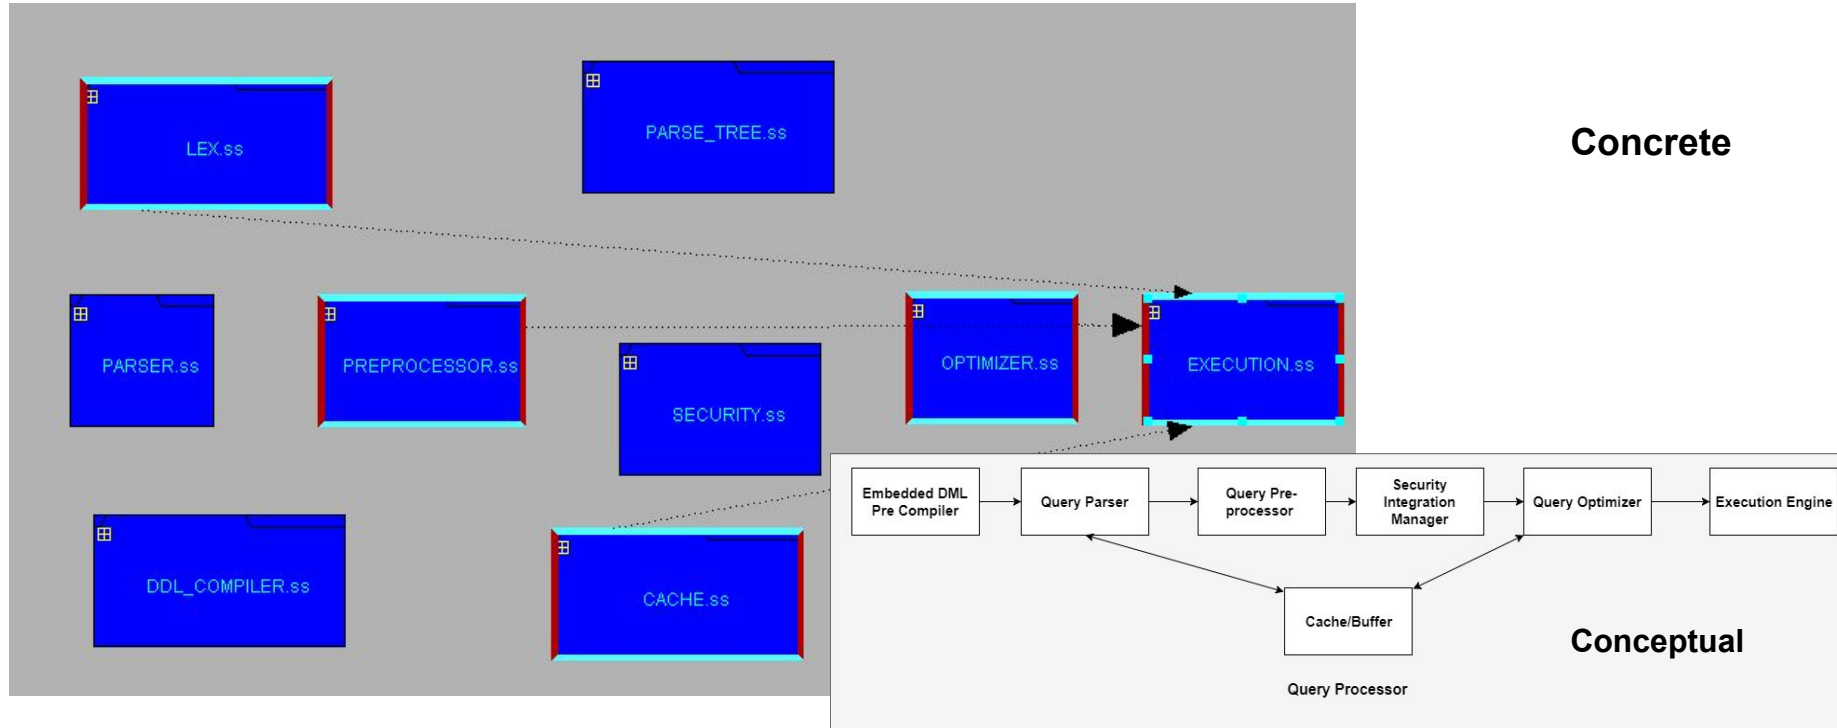 LEX.ss
PARSE_TREE.ss
Concrete
PARSER.ss
PREPROCESSOR.ss
SECURITY.ss
OPTIMIZER.ss
EXECUTION.ss
DDL_COMPILER.ss
CACHE.ss
Embedded DML
Pre Compiler
Query Parser
Query Pre-
processor
Security
Integration
Manager
Query Optimizer
Execution Engine
Cache/Buffer
Conceptual
Query Processor